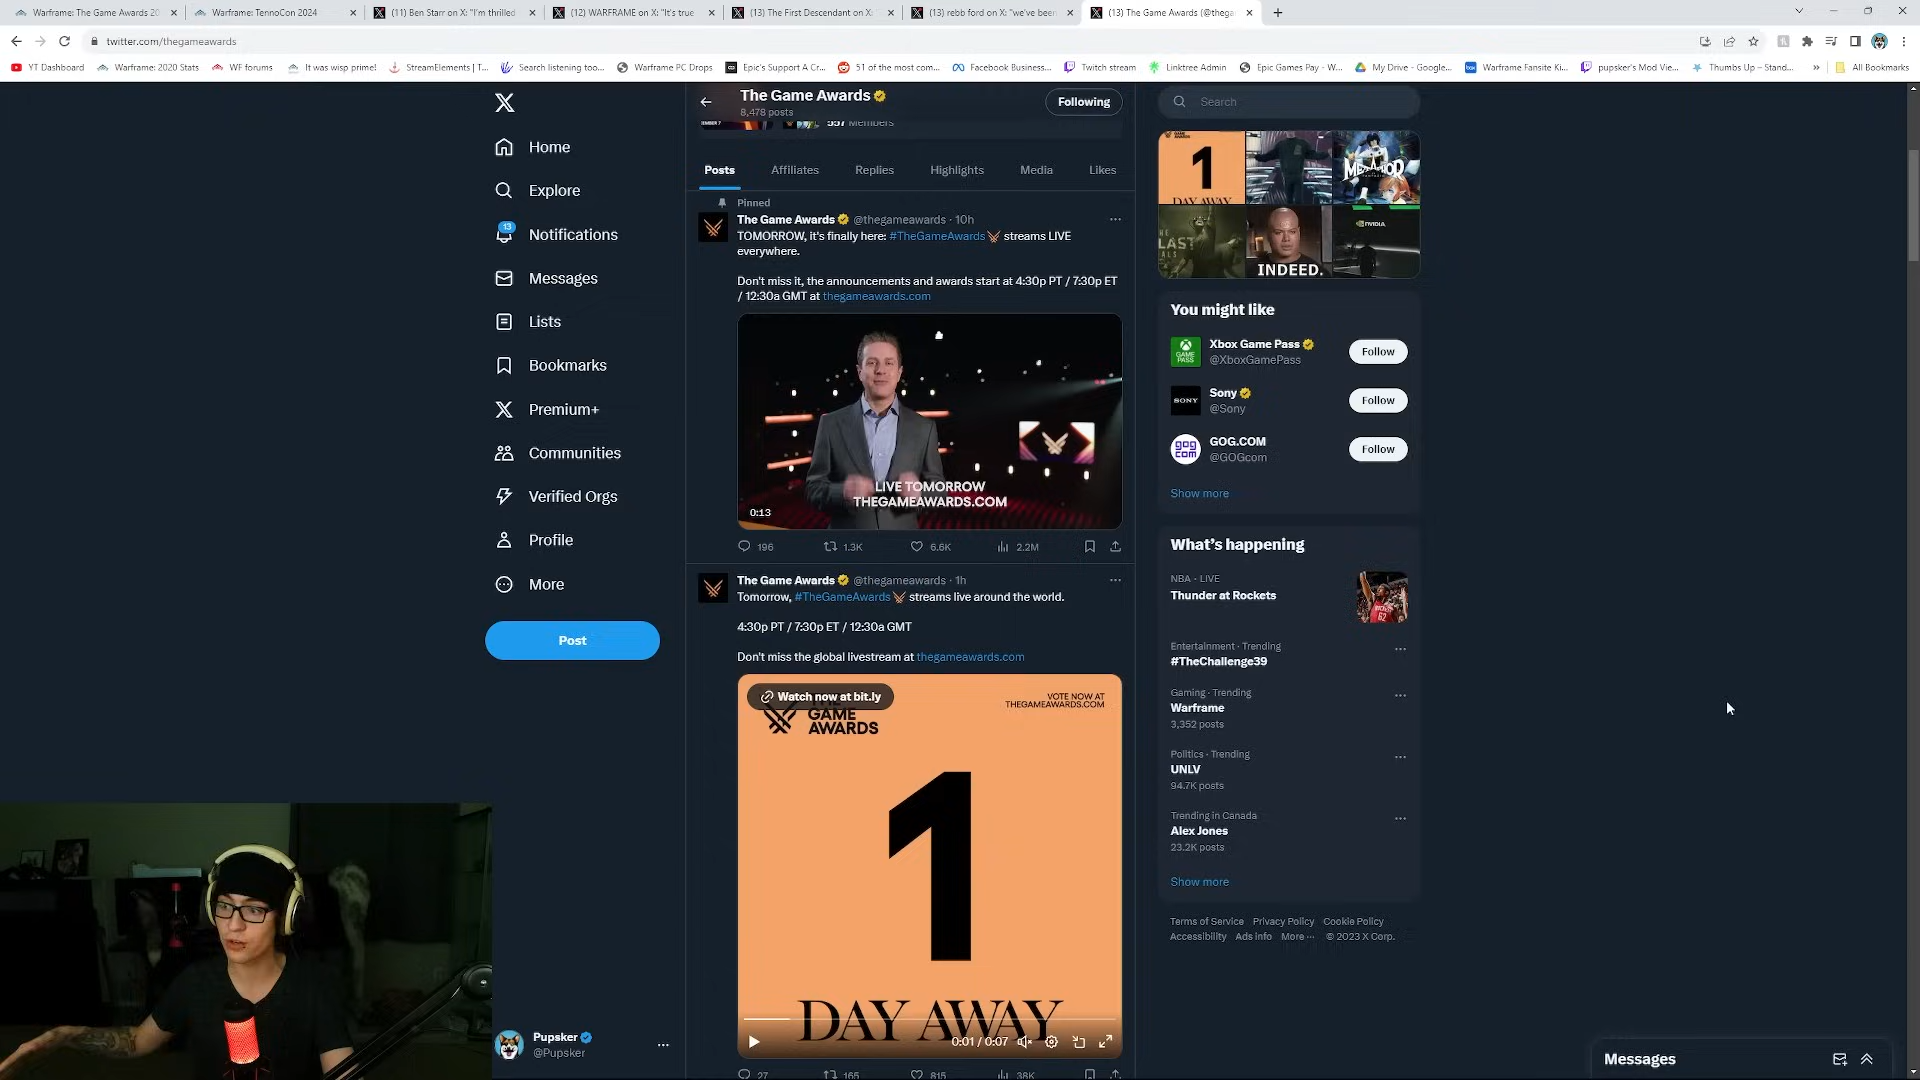 Warframe: The Game Awards 20
Warframe: TennoCon 2024
(11) Ben Starr on X: "I'm thrilled
(12) WARFRAME on X: "It's true
(13) The First Descendant on X:
(13) rebb ford on X: "we've been
(13) The Game Awards (@thega
twitter.com/thegameawards
YT Dashboard
Warframe: 2020 Stats
WF forums
It was wisp prime!
StreamElements | T...
Search listening too...
Warframe PC Drops
Epic's Support A Cr...
51 of the most com...
Facebook Business...
Twitch stream
Linktree Admin
Epic Games Pay - W...
My Drive - Google...
Warframe Fansite Ki...
pupsker's Mod Vie...
Thumbs Up – Stand...
»
All Bookmarks
Home
Explore
13
Notifications
Messages
Lists
Bookmarks
Premium+
Communities
Verified Orgs
Profile
More
Post
Pupsker
@Pupsker
The Game Awards
8,478 posts
Following
557 Members
Posts
Affiliates
Replies
Highlights
Media
Likes
Pinned
The Game Awards @thegameawards · 10h
TOMORROW, it's finally here: #TheGameAwards streams LIVE
everywhere.
Don't miss it, the announcements and awards start at 4:30p PT / 7:30p ET
/ 12:30a GMT at thegameawards.com
LIVE TOMORROW
THEGAMEAWARDS.COM
0:13
196
1.3K
6.6K
2.2M
The Game Awards @thegameawards · 1h
Tomorrow, #TheGameAwards streams live around the world.
4:30p PT / 7:30p ET / 12:30a GMT
Don't miss the global livestream at thegameawards.com
Watch now at bit.ly
VOTE NOW AT
THEGAMEAWARDS.COM
THE
GAME
AWARDS
1
DAY AWAY
0:01 / 0:07
27
165
815
38K
Search
1
DAY AWAY
METAPHOR
INDEED.
NVIDIA.
You might like
GAME
PASS
Xbox Game Pass
@XboxGamePass
Follow
SONY
Sony
@Sony
Follow
GOG
COM
GOG.COM
@GOGcom
Follow
Show more
What's happening
NBA · LIVE
Thunder at Rockets
Entertainment · Trending
#TheChallenge39
Gaming · Trending
Warframe
3,352 posts
Politics · Trending
UNLV
94.7K posts
Trending in Canada
Alex Jones
23.2K posts
Show more
Terms of Service Privacy Policy Cookie Policy
Accessibility Ads info More ··· © 2023 X Corp.
Messages